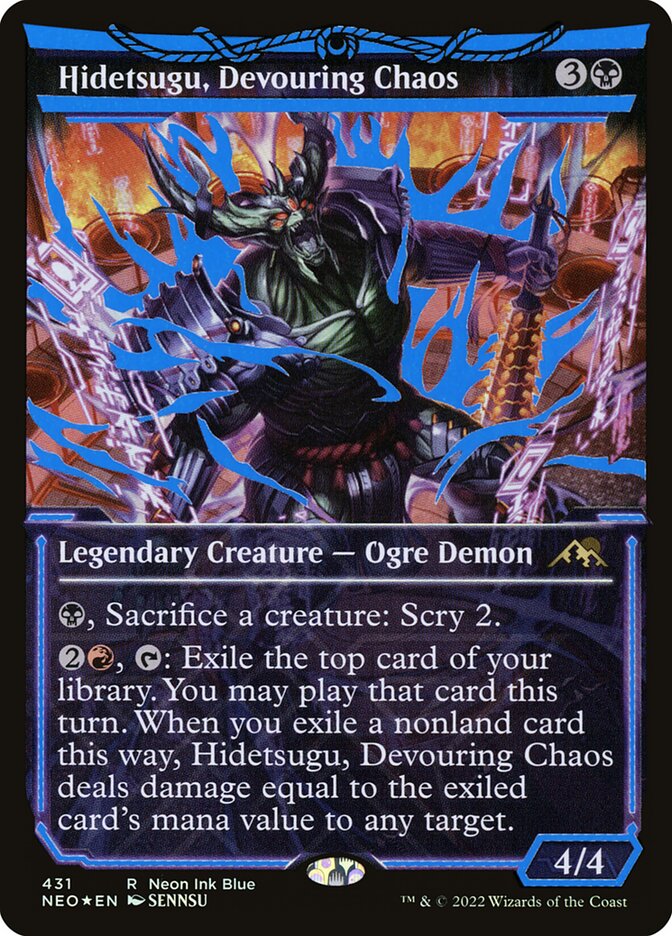 Hidetsugu, Devouring Chaos 3
Legendary Creature — Ogre Demon
, Sacrifice a creature: Scry 2.
2, : Exile the top card of your
library. You may play that card this
turn. When you exile a nonland card
this way, Hidetsugu, Devouring Chaos
deals damage equal to the exiled
card's mana value to any target.
4/4
431 R Neon Ink Blue
NEO★EN SENNSU ™ & © 2022 Wizards of the Coast